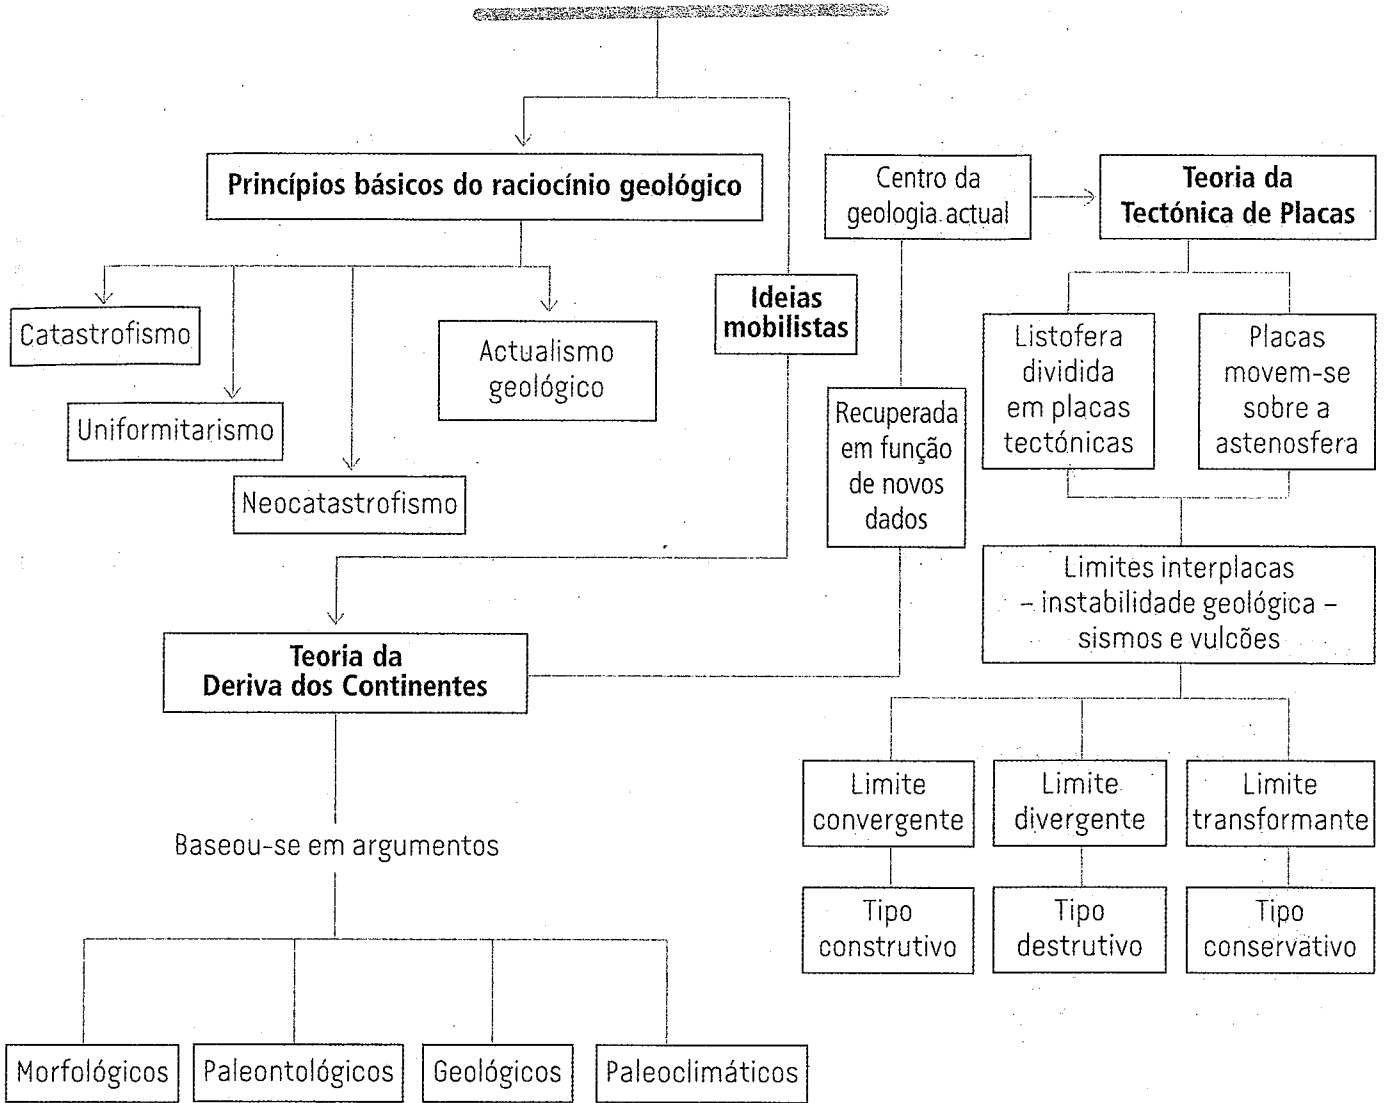 Princípios básicos do raciocínio geológico
Catastrofismo
Uniformitarismo
Neocatastrofismo
Actualismo
geológico
Ideias
mobilistas
Teoria da
Deriva dos Continentes
Baseou-se em argumentos
Morfológicos
Paleontológicos
Geológicos
Paleoclimáticos
Recuperada
em função
de novos
dados
Centro da
geologia actual
Teoria da
Tectónica de Placas
Listofera
dividida
em placas
tectónicas
Placas
movem-se
sobre a
astenosfera
Limites interplacas
– instabilidade geológica –
sismos e vulcões
Limite
convergente
Limite
divergente
Limite
transformante
Tipo
construtivo
Tipo
destrutivo
Tipo
conservativo